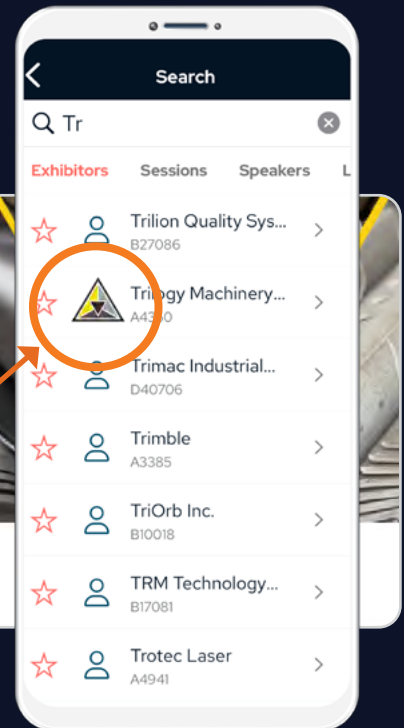 Search
Tr
Exhibitors Sessions Speakers L
Trilion Quality Sys...
B27086
Trilogy Machinery...
Trimac Industrial...
D40706
Trimble
A3385
TriOrb Inc.
B10018
TRM Technology...
B17081
Trotec Laser
A4941